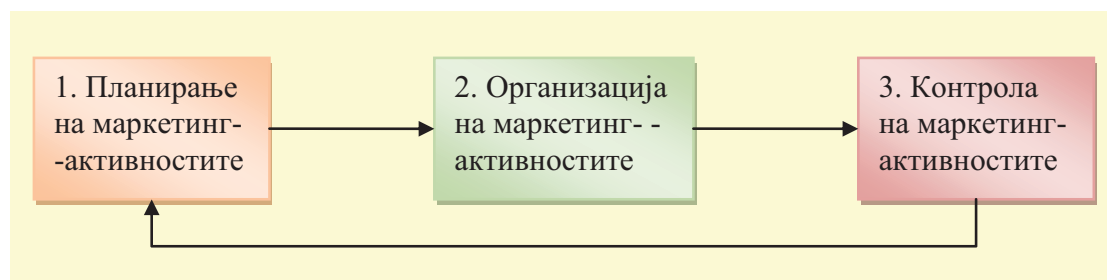 1. Планирање
на маркетинг-
-активностите
2. Организација
на маркетинг- -
активностите
3. Контрола
на маркетинг-
активностите